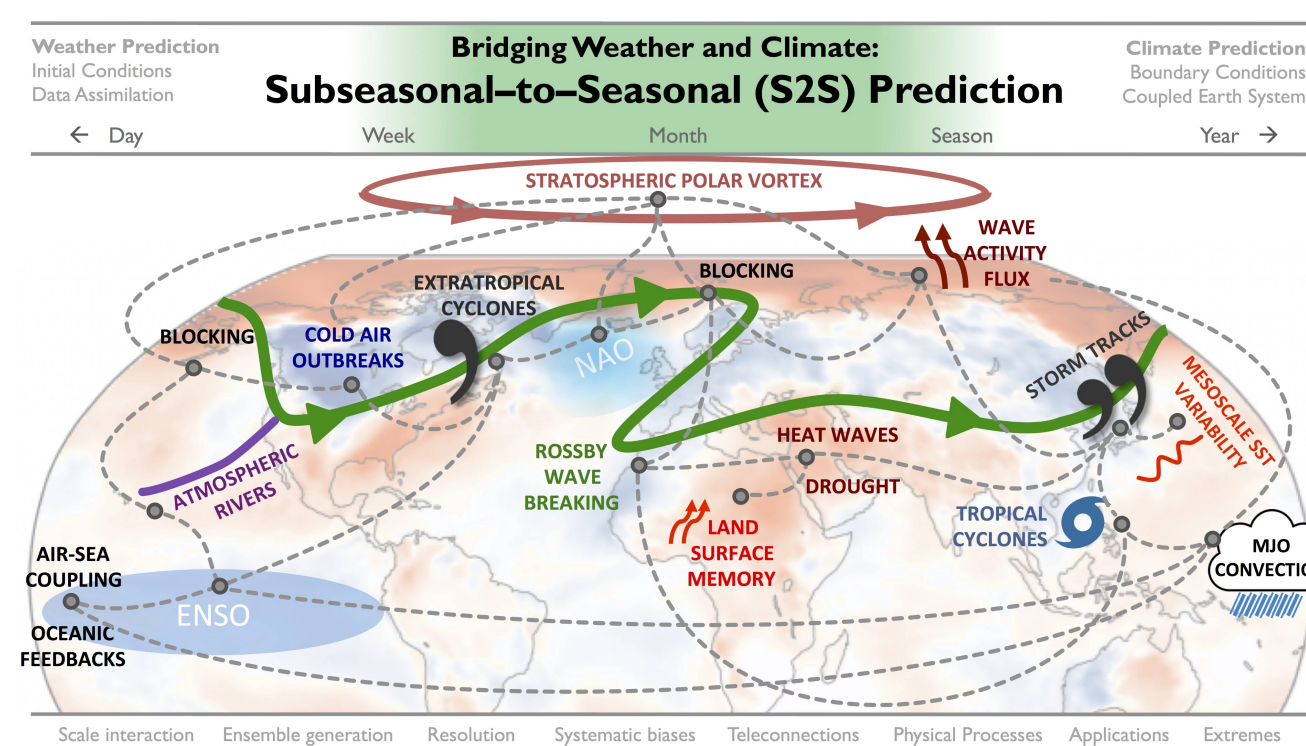 Weather Prediction
Initial Conditions
Data Assimilation
Bridging Weather and Climate:
Subseasonal–to–Seasonal (S2S) Prediction
Climate Prediction
Boundary Conditions
Coupled Earth System
← Day
Week
Month
Season
Year →
STRATOSPHERIC POLAR VORTEX
WAVE
ACTIVITY
FLUX
BLOCKING
EXTRATROPICAL
CYCLONES
BLOCKING
COLD AIR
OUTBREAKS
NAO
STORM TRACKS
MESOSCALE SST
VARIABILITY
ATMOSPHERIC
RIVERS
ROSSBY
WAVE
BREAKING
HEAT WAVES
DROUGHT
LAND
SURFACE
MEMORY
TROPICAL
CYCLONES
MJO
CONVECTIO
AIR-SEA
COUPLING
ENSO
OCEANIC
FEEDBACKS
Scale interaction
Ensemble generation
Resolution
Systematic biases
Teleconnections
Physical Processes
Applications
Extremes